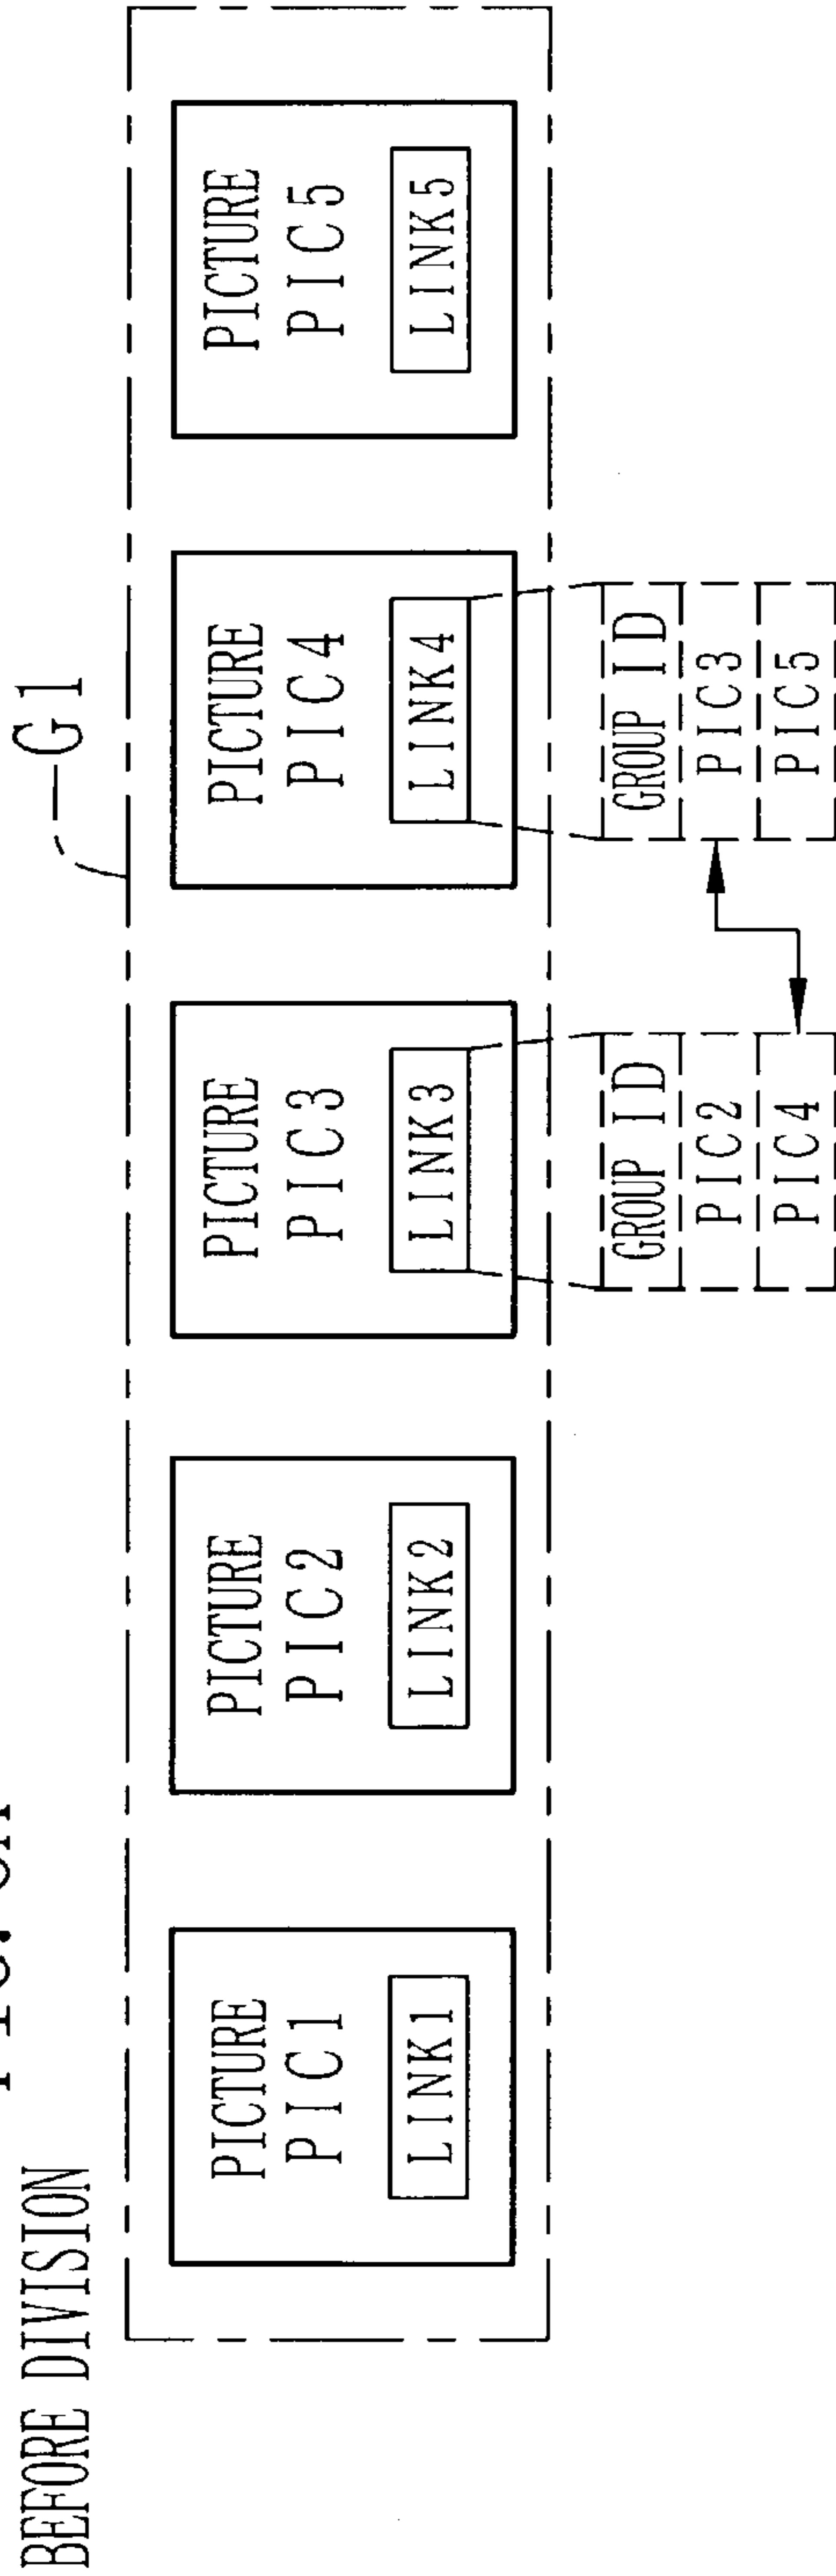 BEFORE DIVISION
G1
PICTURE
PIC1
LINK1
PICTURE
PIC2
LINK2
PICTURE
PIC3
LINK3
PICTURE
PIC4
LINK4
PICTURE
PIC5
LINK5
GROUP ID
PIC2
PIC4
GROUP ID
PIC3
PIC5